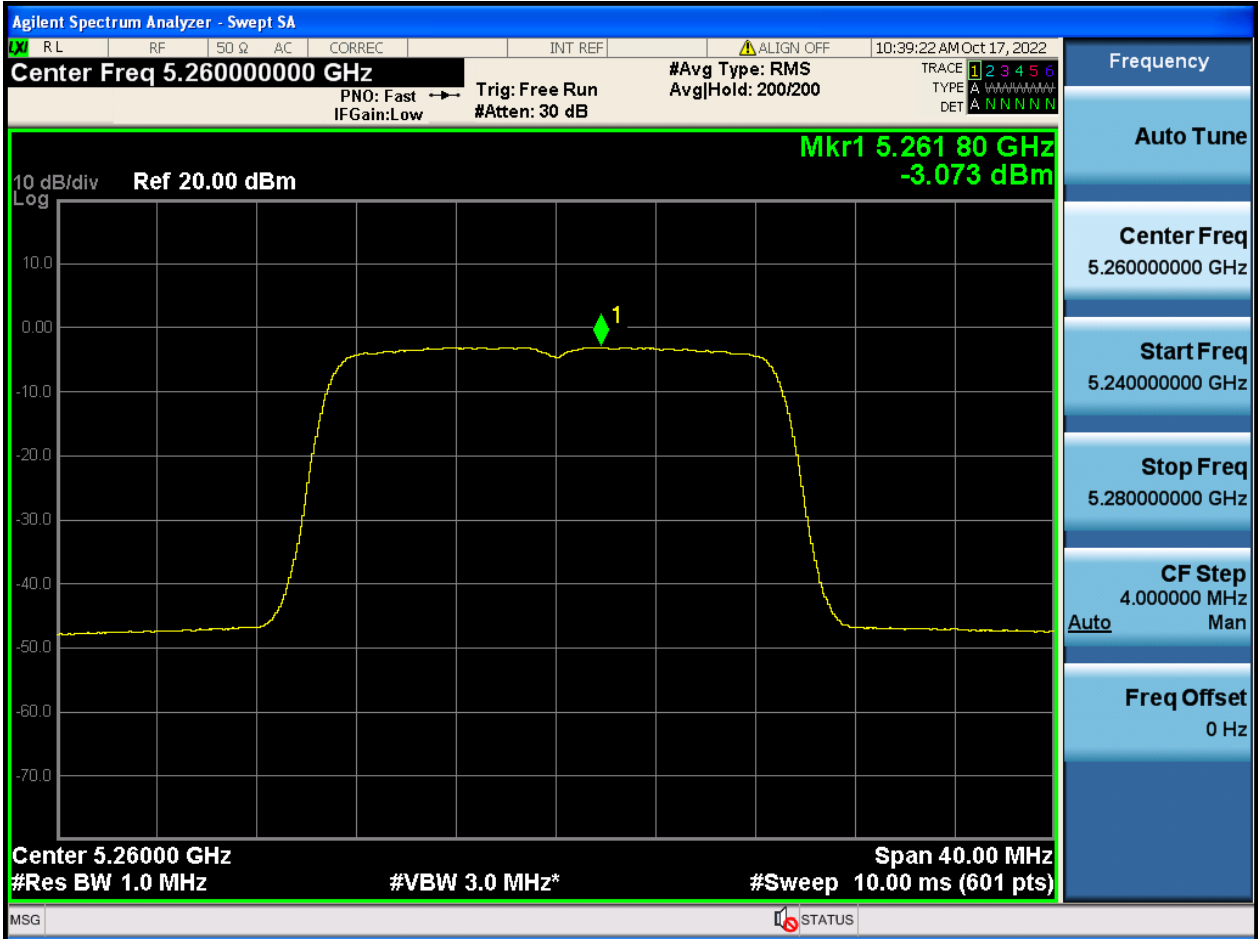 Agilent Spectrum Analyzer - Swept SA
LXI RL RF 50 Ω AC CORREC INT REF ALIGN OFF 10:39:22 AM Oct 17, 2022
Center Freq 5.260000000 GHz
PNO: Fast
IFGain:Low
Trig: Free Run
#Atten: 30 dB
#Avg Type: RMS
Avg|Hold: 200/200
TRACE 1 2 3 4 5 6
TYPE A WWWWW
DET A N N N N N
Mkr1 5.261 80 GHz
-3.073 dBm
10 dB/div Ref 20.00 dBm
Log
10.0
0.00
-10.0
-20.0
-30.0
-40.0
-50.0
-60.0
-70.0
1
Center 5.26000 GHz Span 40.00 MHz
#Res BW 1.0 MHz #VBW 3.0 MHz* #Sweep 10.00 ms (601 pts)
MSG STATUS
Frequency
Auto Tune
Center Freq
5.260000000 GHz
Start Freq
5.240000000 GHz
Stop Freq
5.280000000 GHz
CF Step
4.000000 MHz
Auto Man
Freq Offset
0 Hz